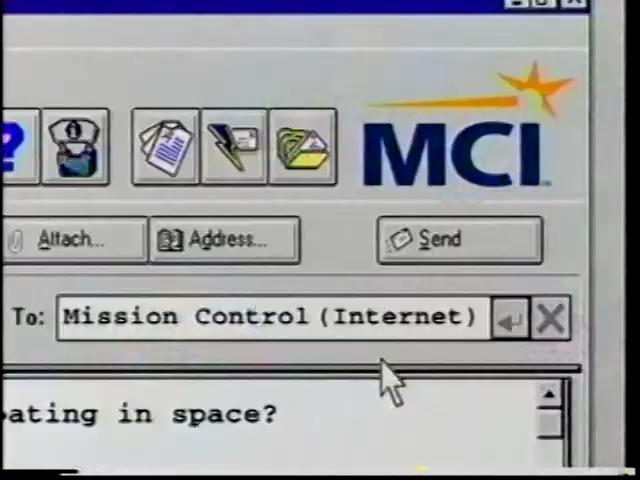 ?
MCI
Attach... Address... Send
To: Mission Control (Internet)
ating in space?